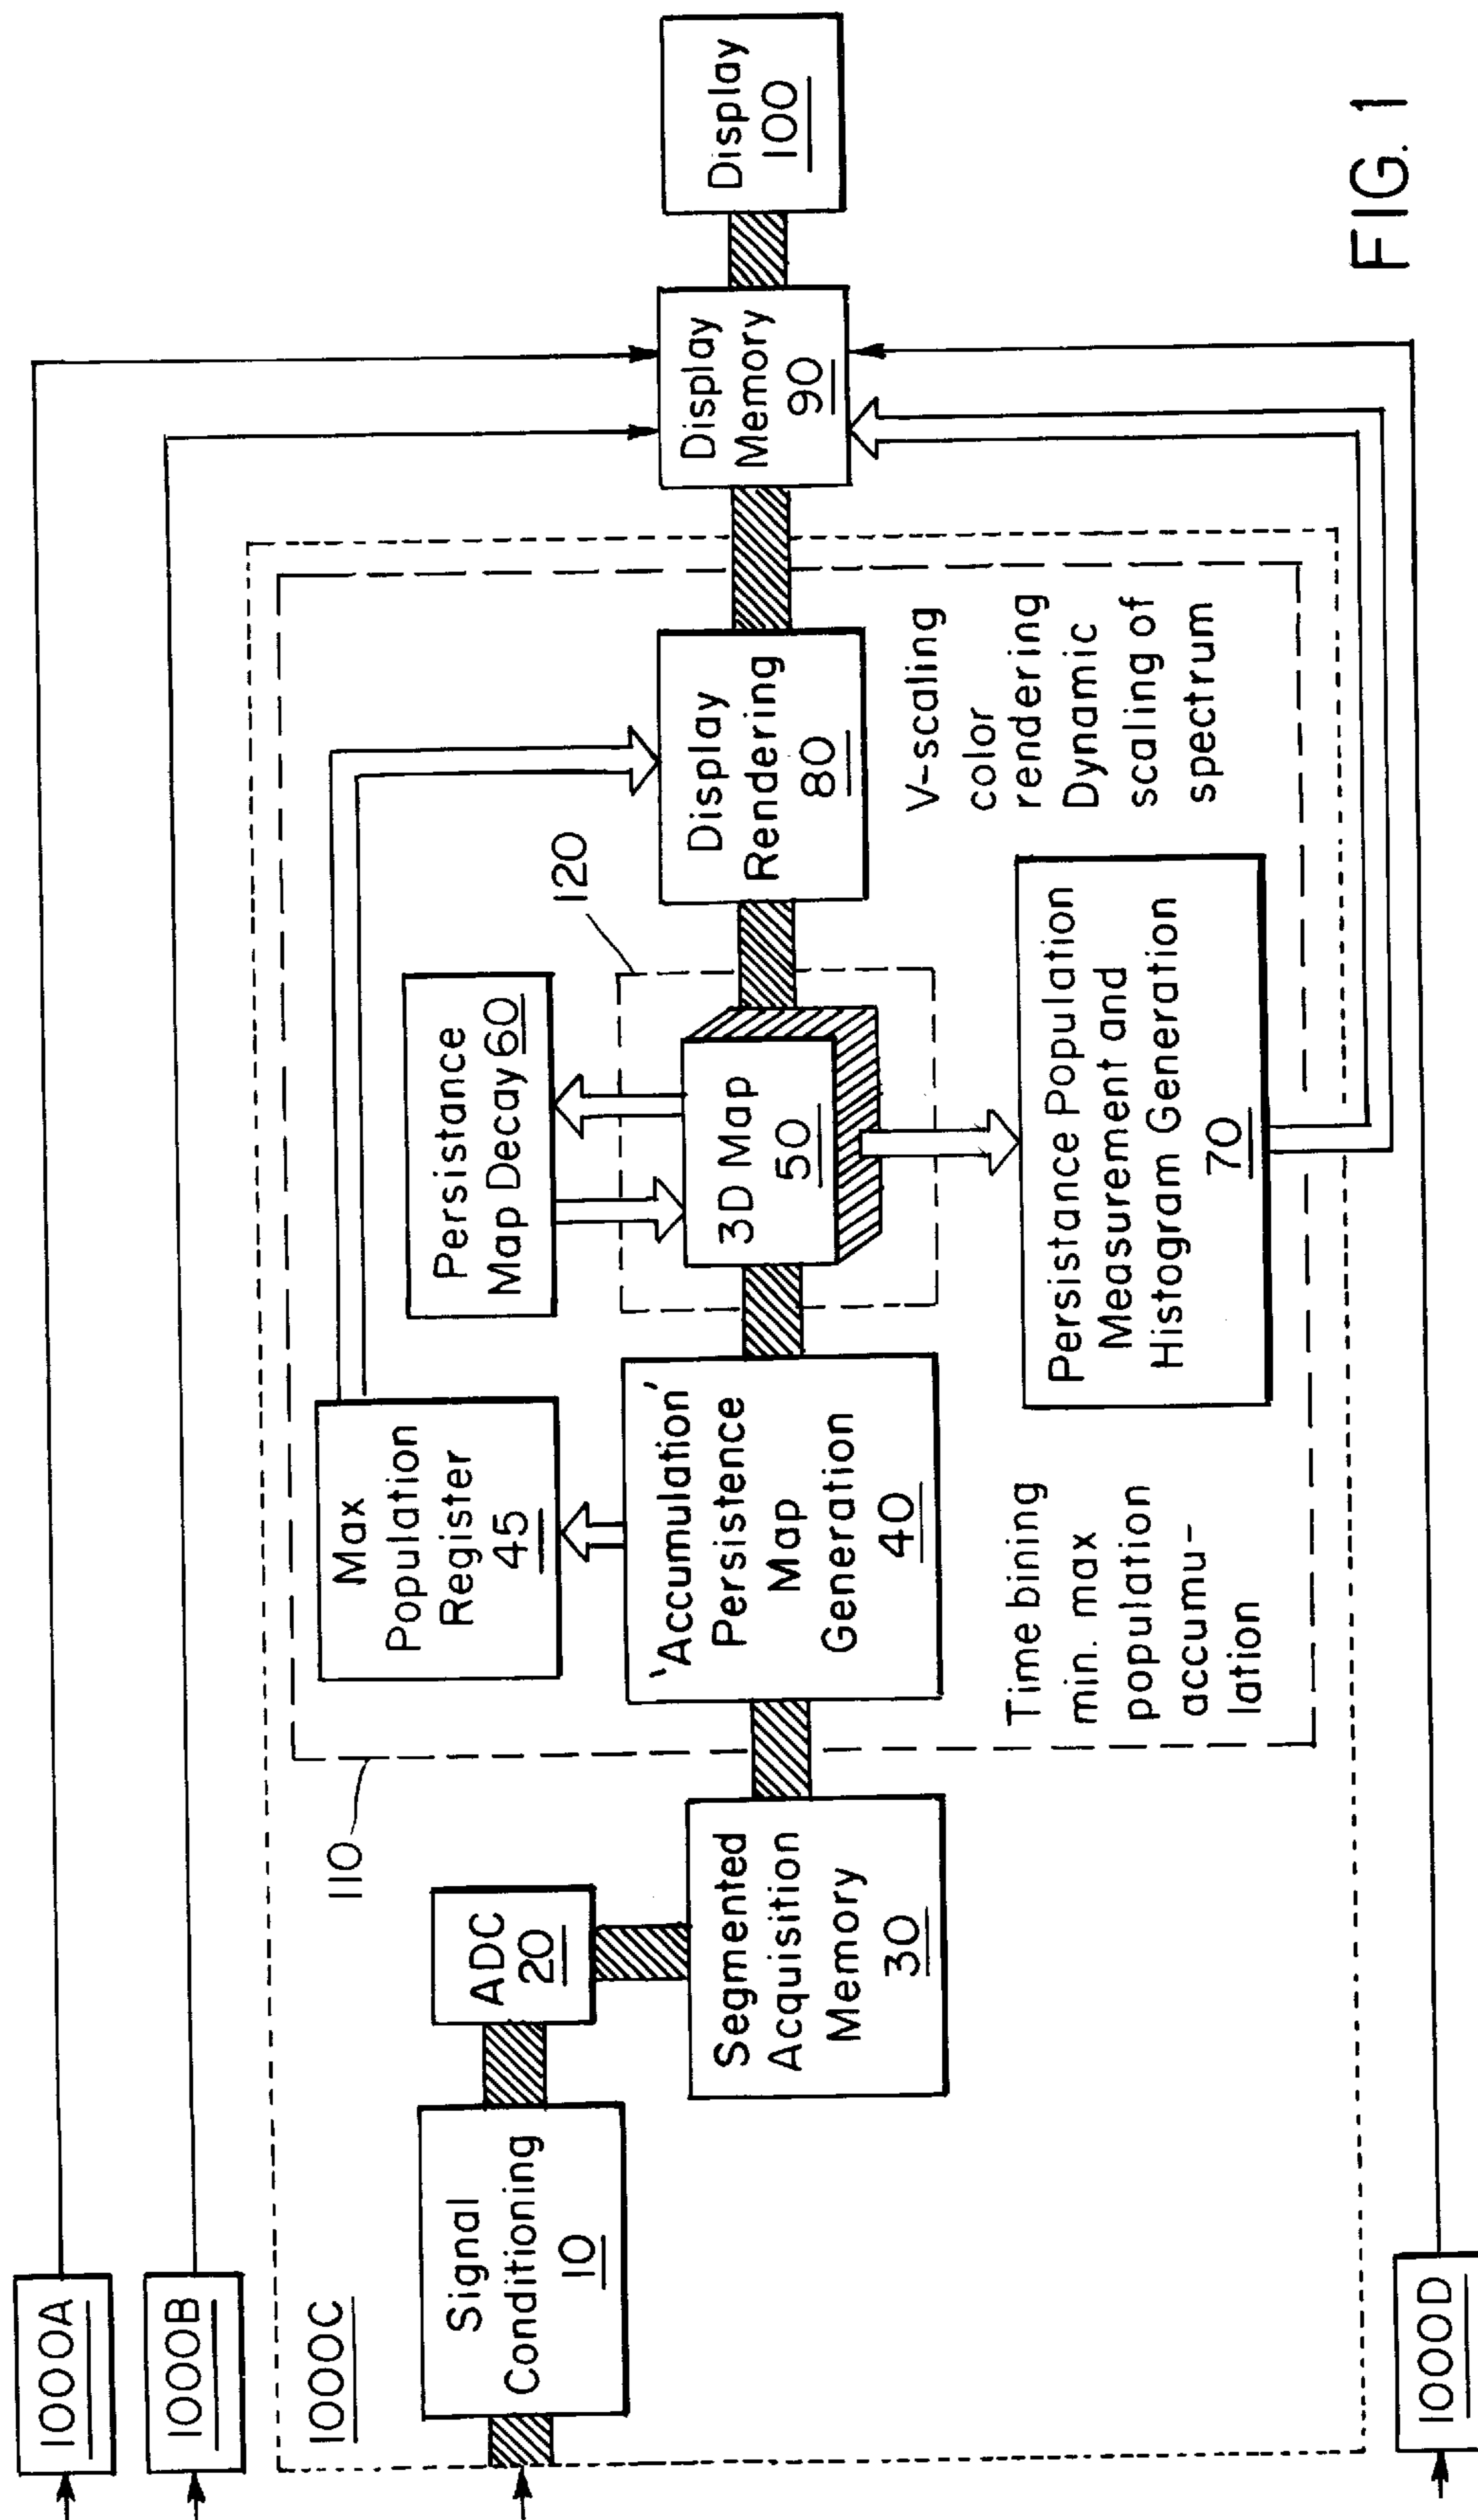 1000A
1000B
1000C
Signal
Conditioning
10
ADC
20
Segmented
Acquisition
Memory
30
110
Max
Population
Register
45
'Accumulation'
Persistence
Map
Generation
40
Time bining
min. max
population
accumu-
lation
Persistance
Map Decay 60
120
3D Map
50
Persistance Population
Measurement and
Histogram Generation
70
Display
Rendering
80
V-scaling
color
rendering
Dynamic
scaling of
spectrum
Display
Memory
90
Display
100
1000D
FIG. 1